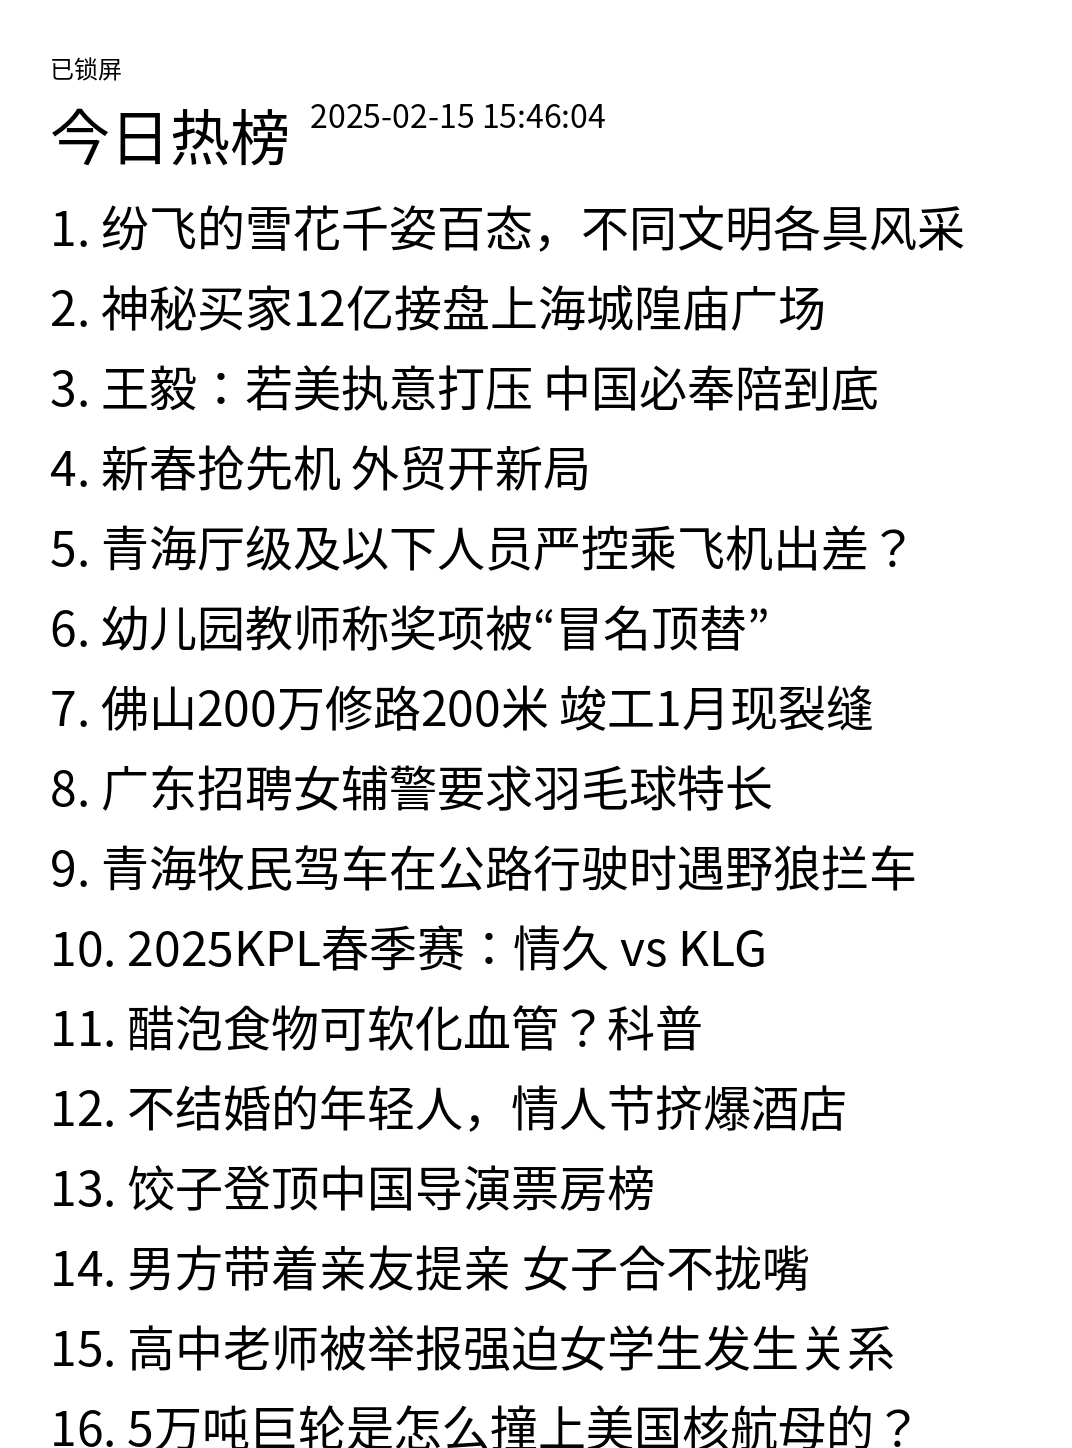 已锁屏
今日热榜 2025-02-15 15:46:04
1. 纷飞的雪花千姿百态，不同文明各具风采
2. 神秘买家12亿接盘上海城隍庙广场
3. 王毅：若美执意打压 中国必奉陪到底
4. 新春抢先机 外贸开新局
5. 青海厅级及以下人员严控乘飞机出差？
6. 幼儿园教师称奖项被“冒名顶替”
7. 佛山200万修路200米 竣工1月现裂缝
8. 广东招聘女辅警要求羽毛球特长
9. 青海牧民驾车在公路行驶时遇野狼拦车
10. 2025KPL春季赛：情久 vs KLG
11. 醋泡食物可软化血管？科普
12. 不结婚的年轻人，情人节挤爆酒店
13. 饺子登顶中国导演票房榜
14. 男方带着亲友提亲 女子合不拢嘴
15. 高中老师被举报强迫女学生发生关系
16. 5万吨巨轮是怎么撞上美国核航母的？